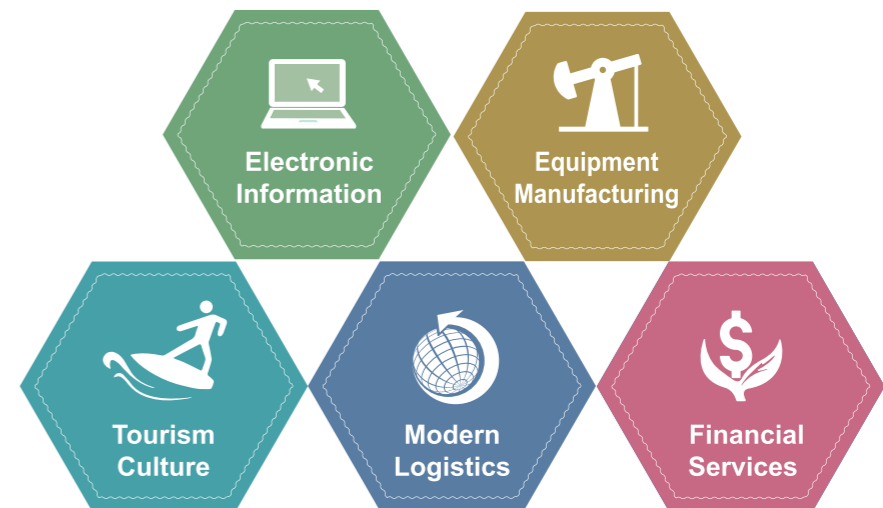 Electronic
Information
Equipment
Manufacturing
Tourism
Culture
Modern
Logistics
$
Financial
Services